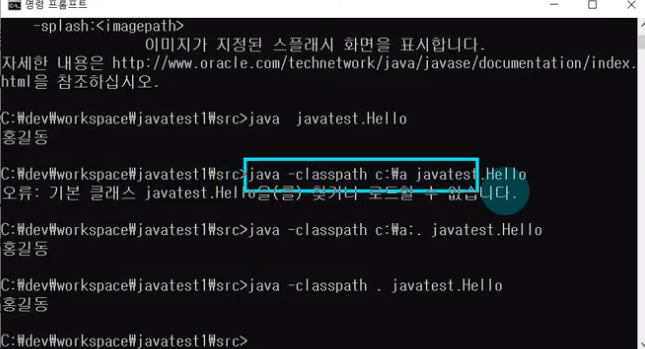 명령 프롬프트
-splash:<imagepath>
이미지가 지정된 스플래시 화면을 표시합니다.
자세한 내용은 http://www.oracle.com/technetwork/java/javase/documentation/index.
html을 참조하십시오.
C:\dev\workspace\javatest1\src>java  javatest.Hello
홍길동
C:\dev\workspace\javatest1\src>java -classpath c:\a javatest.Hello
오류: 기본 클래스 javatest.Hello을(를) 찾거나 로드할 수 없습니다.
C:\dev\workspace\javatest1\src>java -classpath c:\a:. javatest.Hello
홍길동
C:\dev\workspace\javatest1\src>java -classpath . javatest.Hello
홍길동
C:\dev\workspace\javatest1\src>